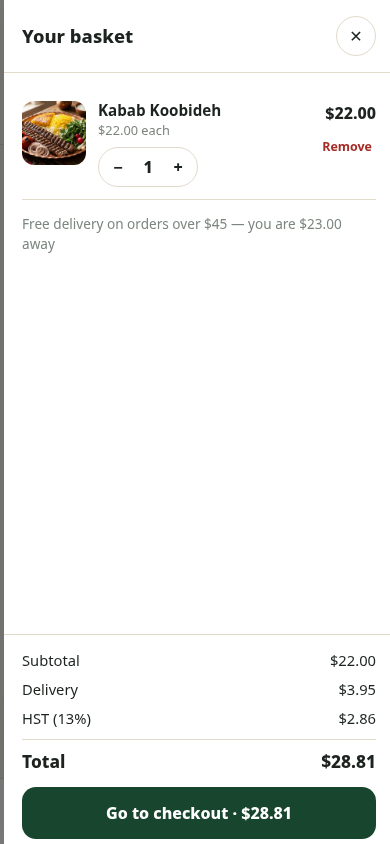 Your basket
✕
Kabab Koobideh
$22.00
$22.00 each
Remove
− 1 +
Free delivery on orders over $45 — you are $23.00
away
Subtotal $22.00
Delivery $3.95
HST (13%) $2.86
Total $28.81
Go to checkout · $28.81